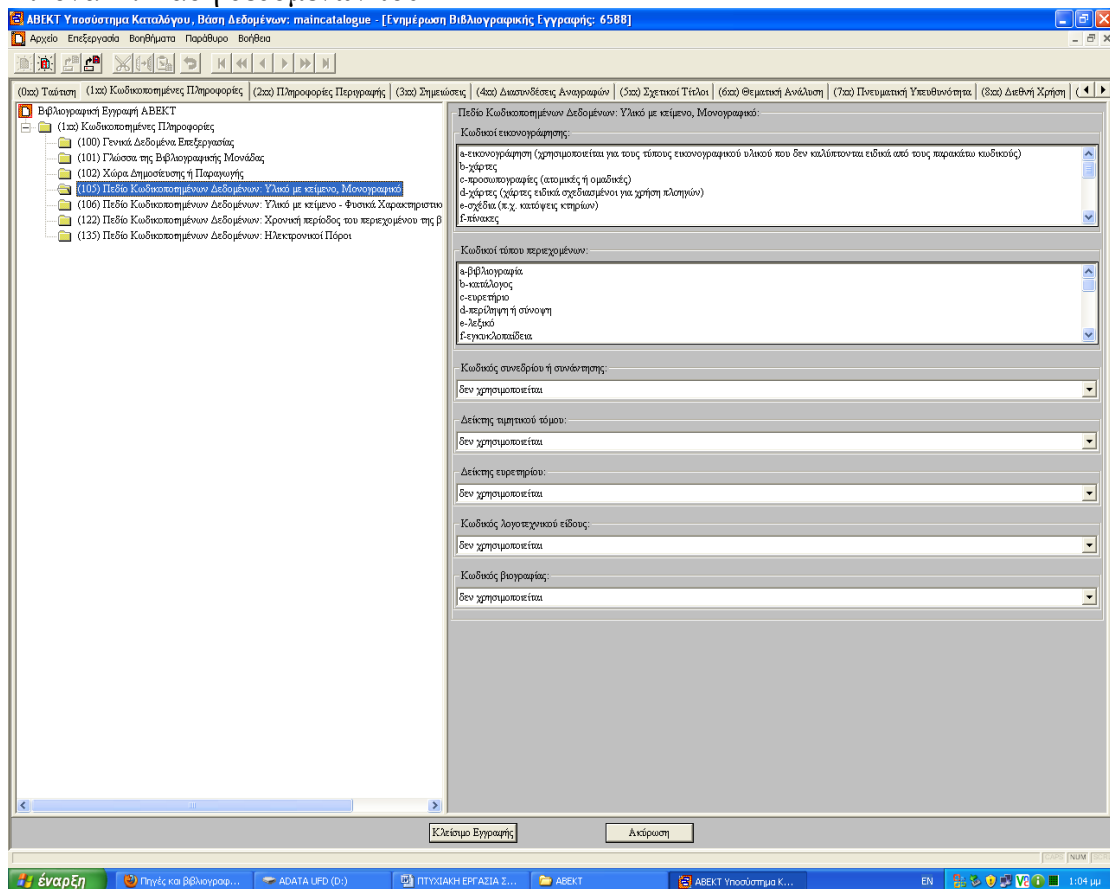 ΑΒΕΚΤ Υποσύστημα Καταλόγου, Βάση Δεδομένων: maincatalogue - [Ενημέρωση Βιβλιογραφικής Εγγραφής: 6588]
Αρχείο Επεξεργασία Βοηθήματα Παράθυρο Βοήθεια
(0xx) Ταύτιση (1xx) Κωδικοποιημένες Πληροφορίες (2xx) Πληροφορίες Περιγραφής (3xx) Σημειώσεις (4xx) Διασυνδέσεις Αναγραφών (5xx) Σχετικοί Τίτλοι (6xx) Θεματική Ανάλυση (7xx) Πνευματική Υπευθυνότητα (8xx) Διεθνή Χρήση (
Βιβλιογραφική Εγγραφή ΑΒΕΚΤ
(1xx) Κωδικοποιημένες Πληροφορίες
(100) Γενικά Δεδομένα Επεξεργασίας
(101) Γλώσσα της Βιβλιογραφικής Μονάδας
(102) Χώρα Δημοσίευσης ή Παραγωγής
(105) Πεδίο Κωδικοποιημένων Δεδομένων: Υλικό με κείμενο, Μονογραφικό
(106) Πεδίο Κωδικοποιημένων Δεδομένων: Υλικό με κείμενο - Φυσικά Χαρακτηριστικο
(122) Πεδίο Κωδικοποιημένων Δεδομένων: Χρονική περίοδος του περιεχομένου της β
(135) Πεδίο Κωδικοποιημένων Δεδομένων: Ηλεκτρονικοί Πόροι
Πεδίο Κωδικοποιημένων Δεδομένων: Υλικό με κείμενο, Μονογραφικό:
Κωδικοί εικονογράφησης:
a-εικονογράφηση (χρησιμοποιείται για τους τύπους εικονογραφικού υλικού που δεν καλύπτονται ειδικά από τους παρακάτω κωδικούς)
b-χάρτες
c-προσωπογραφίες (ατομικές ή ομαδικές)
d-χάρτες (χάρτες ειδικά σχεδιασμένοι για χρήση πλοηγών)
e-σχέδια (π.χ. κατόψεις κτηρίων)
f-πίνακες
Κωδικοί τύπου περιεχομένων:
a-βιβλιογραφία
b-κατάλογος
c-ευρετήριο
d-περίληψη ή σύνοψη
e-λεξικό
f-εγκυκλοπαίδεια
Κωδικός συνεδρίου ή συνάντησης:
δεν χρησιμοποιείται
Δείκτης τιμητικού τόμου:
δεν χρησιμοποιείται
Δείκτης ευρετηρίου:
δεν χρησιμοποιείται
Κωδικός λογοτεχνικού είδους:
δεν χρησιμοποιείται
Κωδικός βιογραφίας:
δεν χρησιμοποιείται
Κλείσιμο Εγγραφής Ακύρωση
NUM
έναρξη Πηγές και βιβλιογραφ... ADATA UFD (D:) ΠΤΥΧΙΑΚΗ ΕΡΓΑΣΙΑ Σ... ΑΒΕΚΤ ΑΒΕΚΤ Υποσύστημα Κ... EN 1:04 μμ